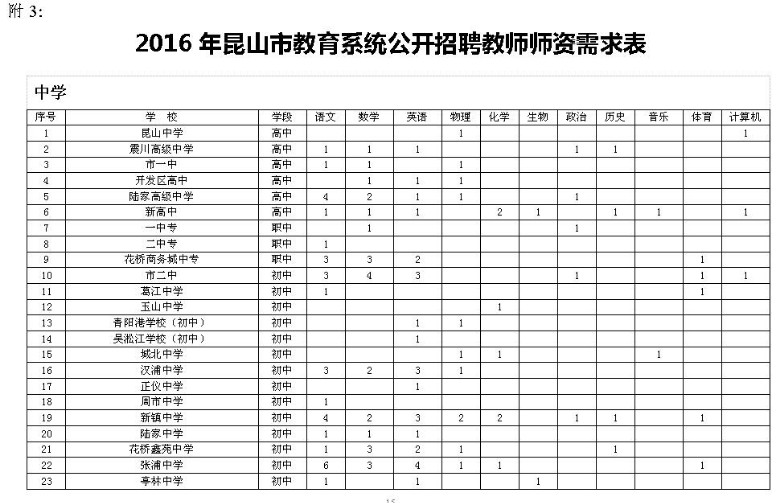 附 3:
2016 年昆山市教育系统公开招聘教师师资需求表
中学
序号 学 校 学段 语文 数学 英语 物理 化学 生物 政治 历史 音乐 体育 计算机
1 昆山中学 高中 1 1
2 震川高级中学 高中 1 1 1 1 1
3 市一中 高中 1 1 1
4 开发区高中 高中 1 1 1
5 陆家高级中学 高中 4 2 1 1 1
6 新高中 高中 1 1 1 2 1 1 1 1
7 一中专 职中 1 1
8 二中专 职中 1
9 花桥商务城中专 职中 3 3 2 1
10 市二中 初中 3 4 3 1 1 1
11 葛江中学 初中 1 1
12 玉山中学 初中 1
13 青阳港学校（初中） 初中 1 1
14 吴淞江学校（初中） 初中 1
15 城北中学 初中 1 1 1
16 汉浦中学 初中 3 2 3 1
17 正仪中学 初中 1
18 周市中学 初中 1
19 新镇中学 初中 4 2 3 2 2 1 1 1
20 陆家中学 初中 1 1 1
21 花桥鑫苑中学 初中 1 3 2 1 1
22 张浦中学 初中 6 3 4 1 1 1
23 亭林中学 初中 1 1 1
15